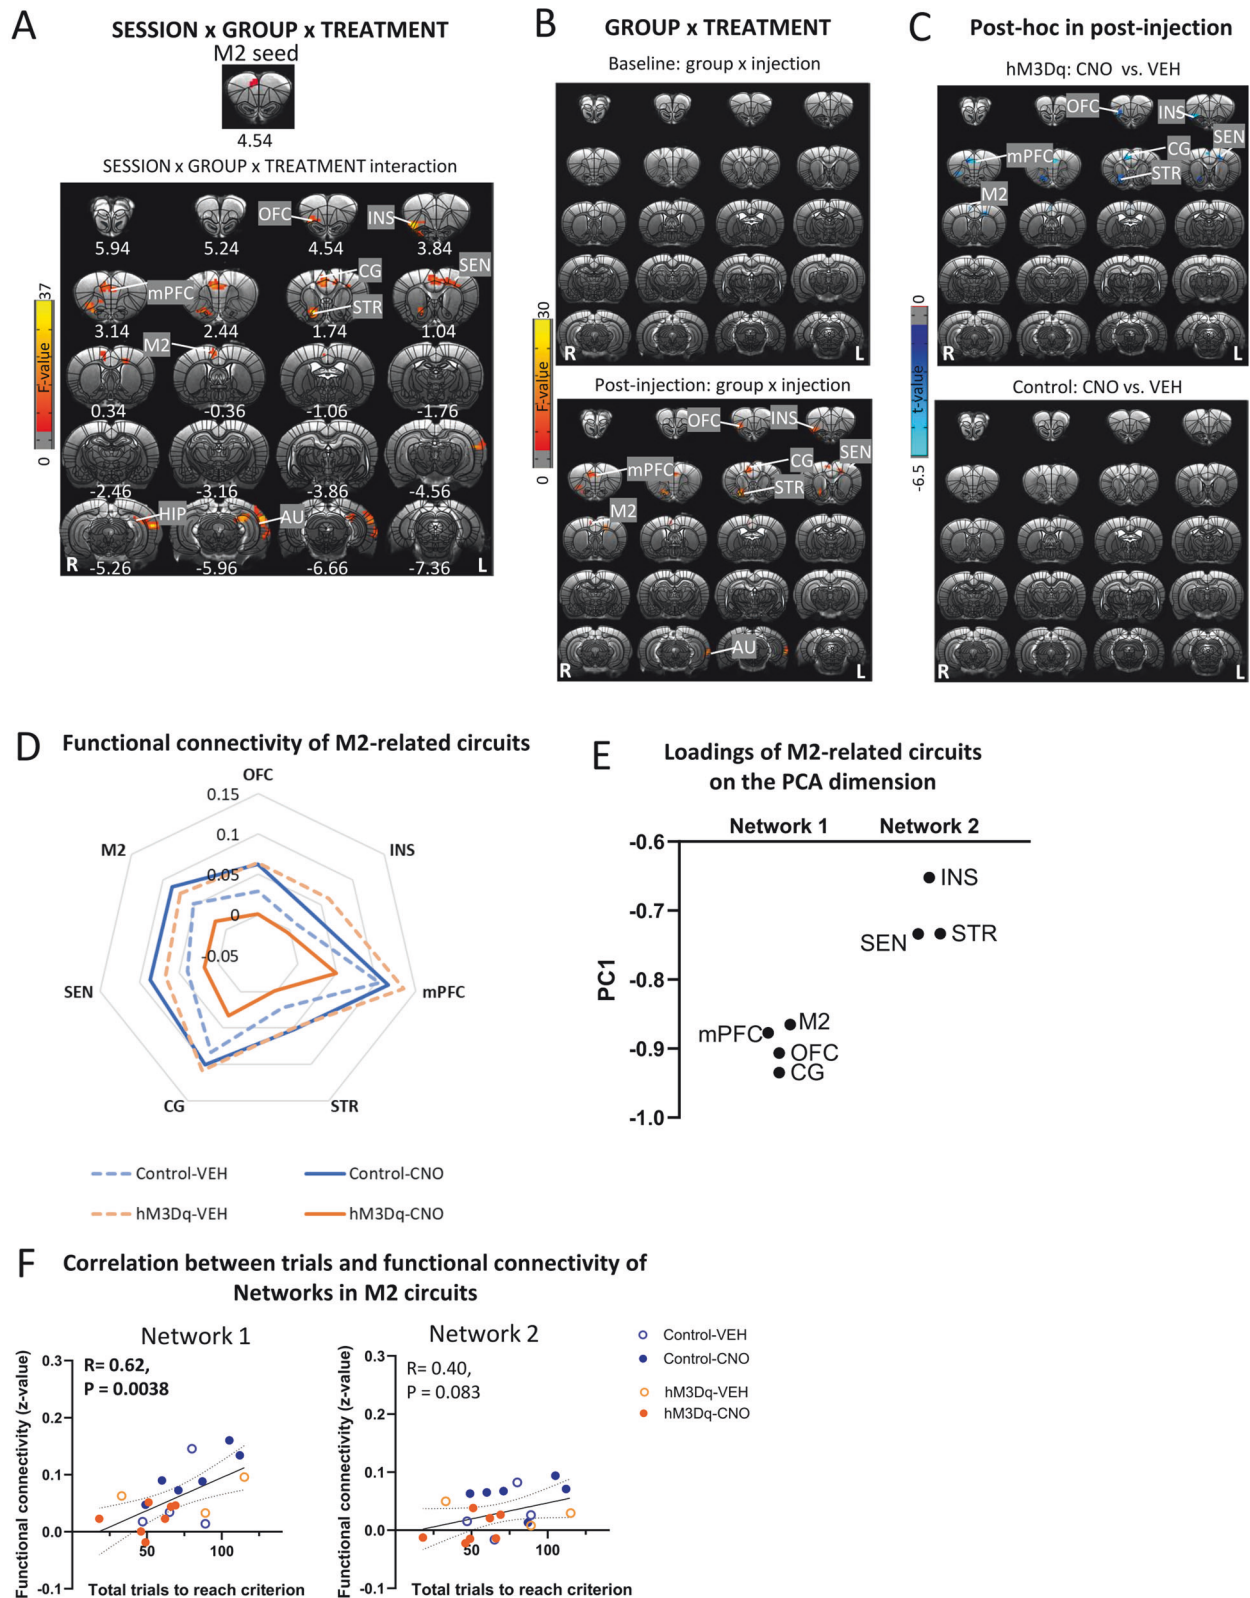 A
SESSION x GROUP x TREATMENT
M2 seed
4.54
SESSION x GROUP x TREATMENT interaction
OFC
INS
5.94 5.24 4.54 3.84
mPFC
CG
SEN
STR
3.14 2.44 1.74 1.04
M2
0.34 -0.36 -1.06 -1.76
-2.46 -3.16 -3.86 -4.56
HIP
AU
R
-5.26 -5.96 -6.66 -7.36
L
37
F-value
0
B
GROUP x TREATMENT
Baseline: group x injection
R
L
Post-injection: group x injection
OFC
INS
mPFC
CG
SEN
STR
M2
AU
R
L
30
F-value
0
C
Post-hoc in post-injection
hM3Dq: CNO vs. VEH
OFC
INS
mPFC
CG
SEN
STR
M2
R
L
Control: CNO vs. VEH
R
L
0
t-value
-6.5
D
Functional connectivity of M2-related circuits
OFC
0.15
0.1
0.05
0
-0.05
M2
INS
SEN
mPFC
CG
STR
Control-VEH
Control-CNO
hM3Dq-VEH
hM3Dq-CNO
E
Loadings of M2-related circuits
on the PCA dimension
Network 1 Network 2
-0.6
-0.7
-0.8
-0.9
-1.0
PC1
INS
SEN
STR
mPFC
M2
OFC
CG
F
Correlation between trials and functional connectivity of
Networks in M2 circuits
Network 1
R= 0.62,
P = 0.0038
0.3
0.2
0.1
0.0
-0.1
50 100
Functional connectivity (z-value)
Total trials to reach criterion
Network 2
R= 0.40,
P = 0.083
0.3
0.2
0.1
0.0
-0.1
50 100
Functional connectivity (z-value)
Total trials to reach criterion
Control-VEH
Control-CNO
hM3Dq-VEH
hM3Dq-CNO